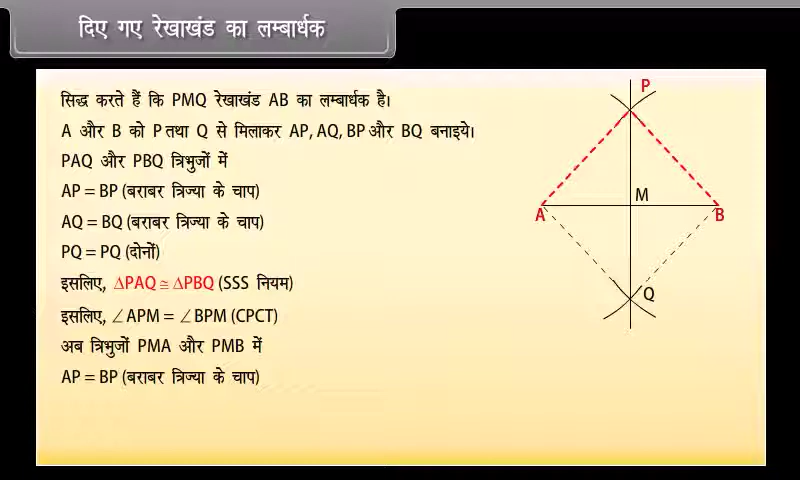 दिए गए रेखाखंड का लम्बार्धक
सिद्ध करते हैं कि PMQ रेखाखंड AB का लम्बार्धक है।
A और B को P तथा Q से मिलाकर AP, AQ, BP और BQ बनाइये।
PAQ और PBQ त्रिभुजों में
AP = BP (बराबर त्रिज्या के चाप)
AQ = BQ (बराबर त्रिज्या के चाप)
PQ = PQ (दोनों)
इसलिए, ∆PAQ ≅ ∆PBQ (SSS नियम)
इसलिए, ∠APM = ∠BPM (CPCT)
अब त्रिभुजों PMA और PMB में
AP = BP (बराबर त्रिज्या के चाप)
P
M
A
B
Q